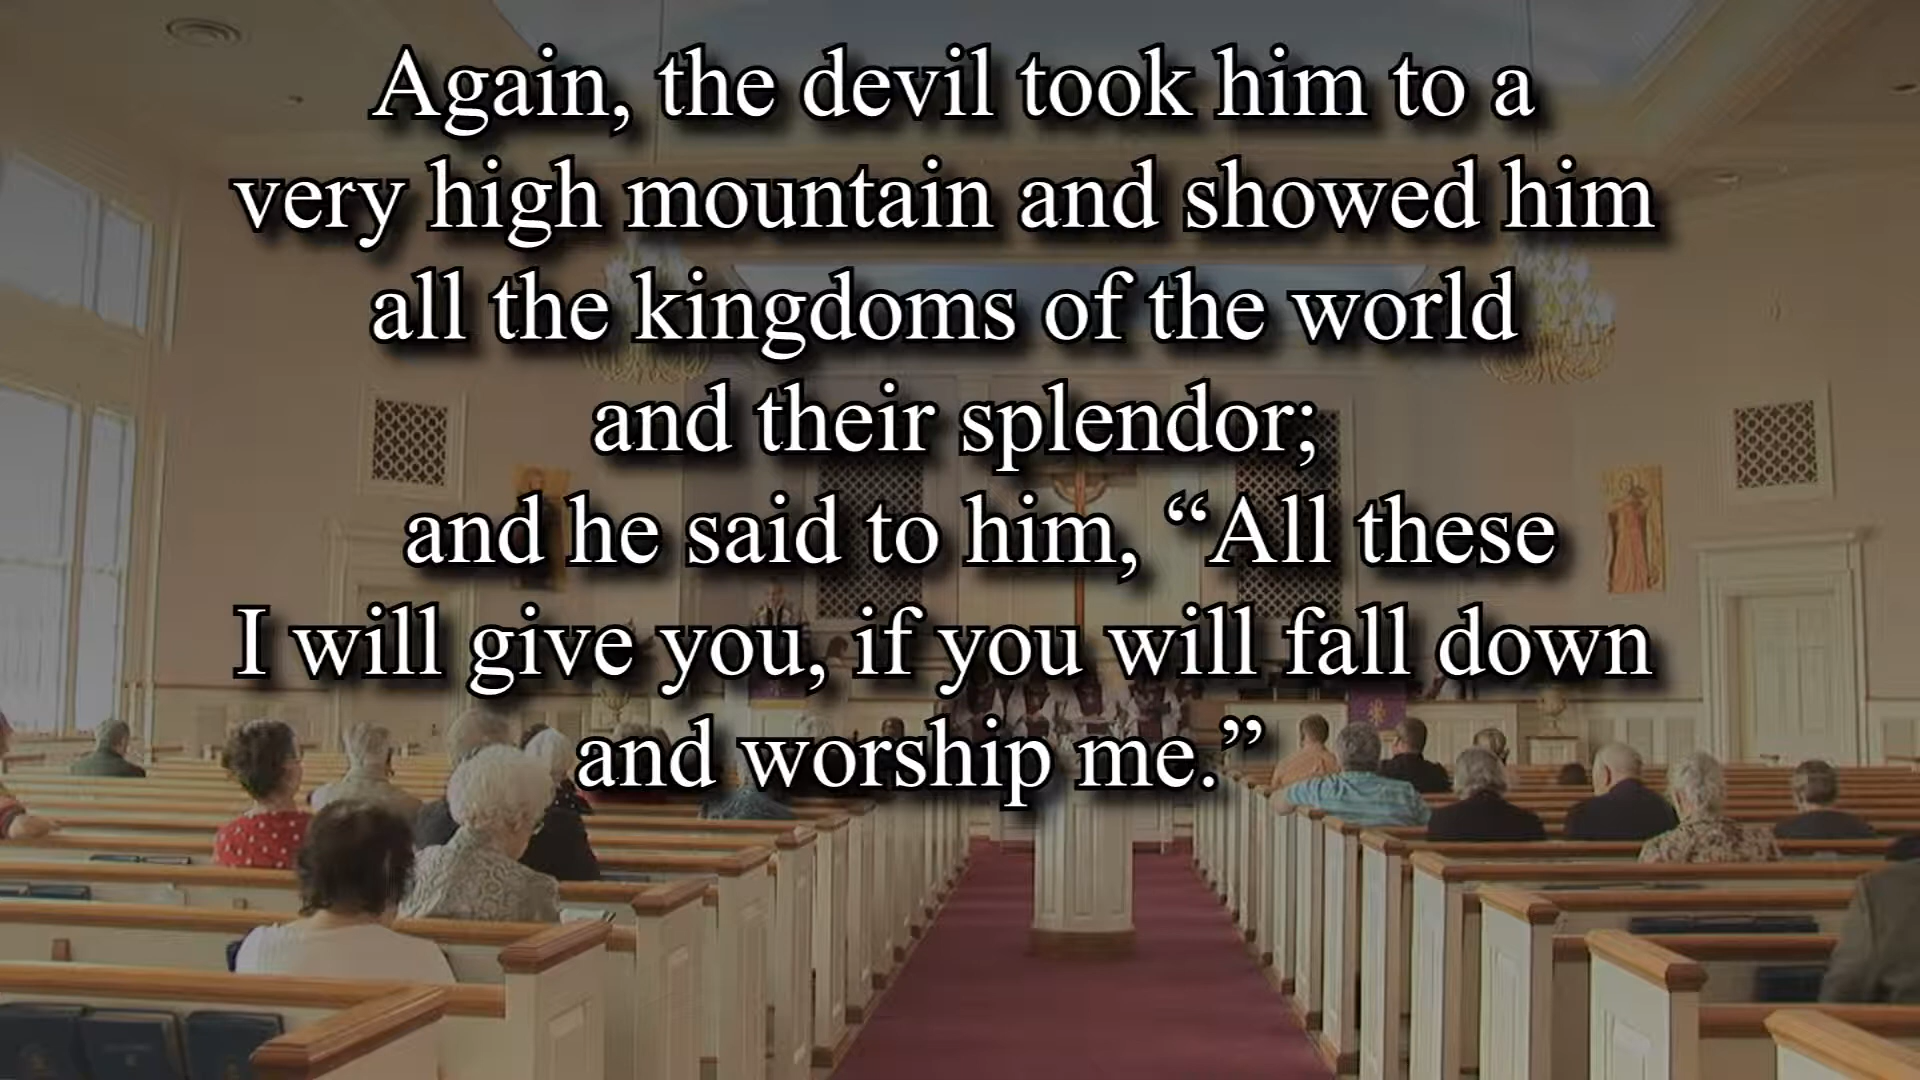 Again, the devil took him to a
very high mountain and showed him
all the kingdoms of the world
and their splendor;
and he said to him, “All these
I will give you, if you will fall down
and worship me.”